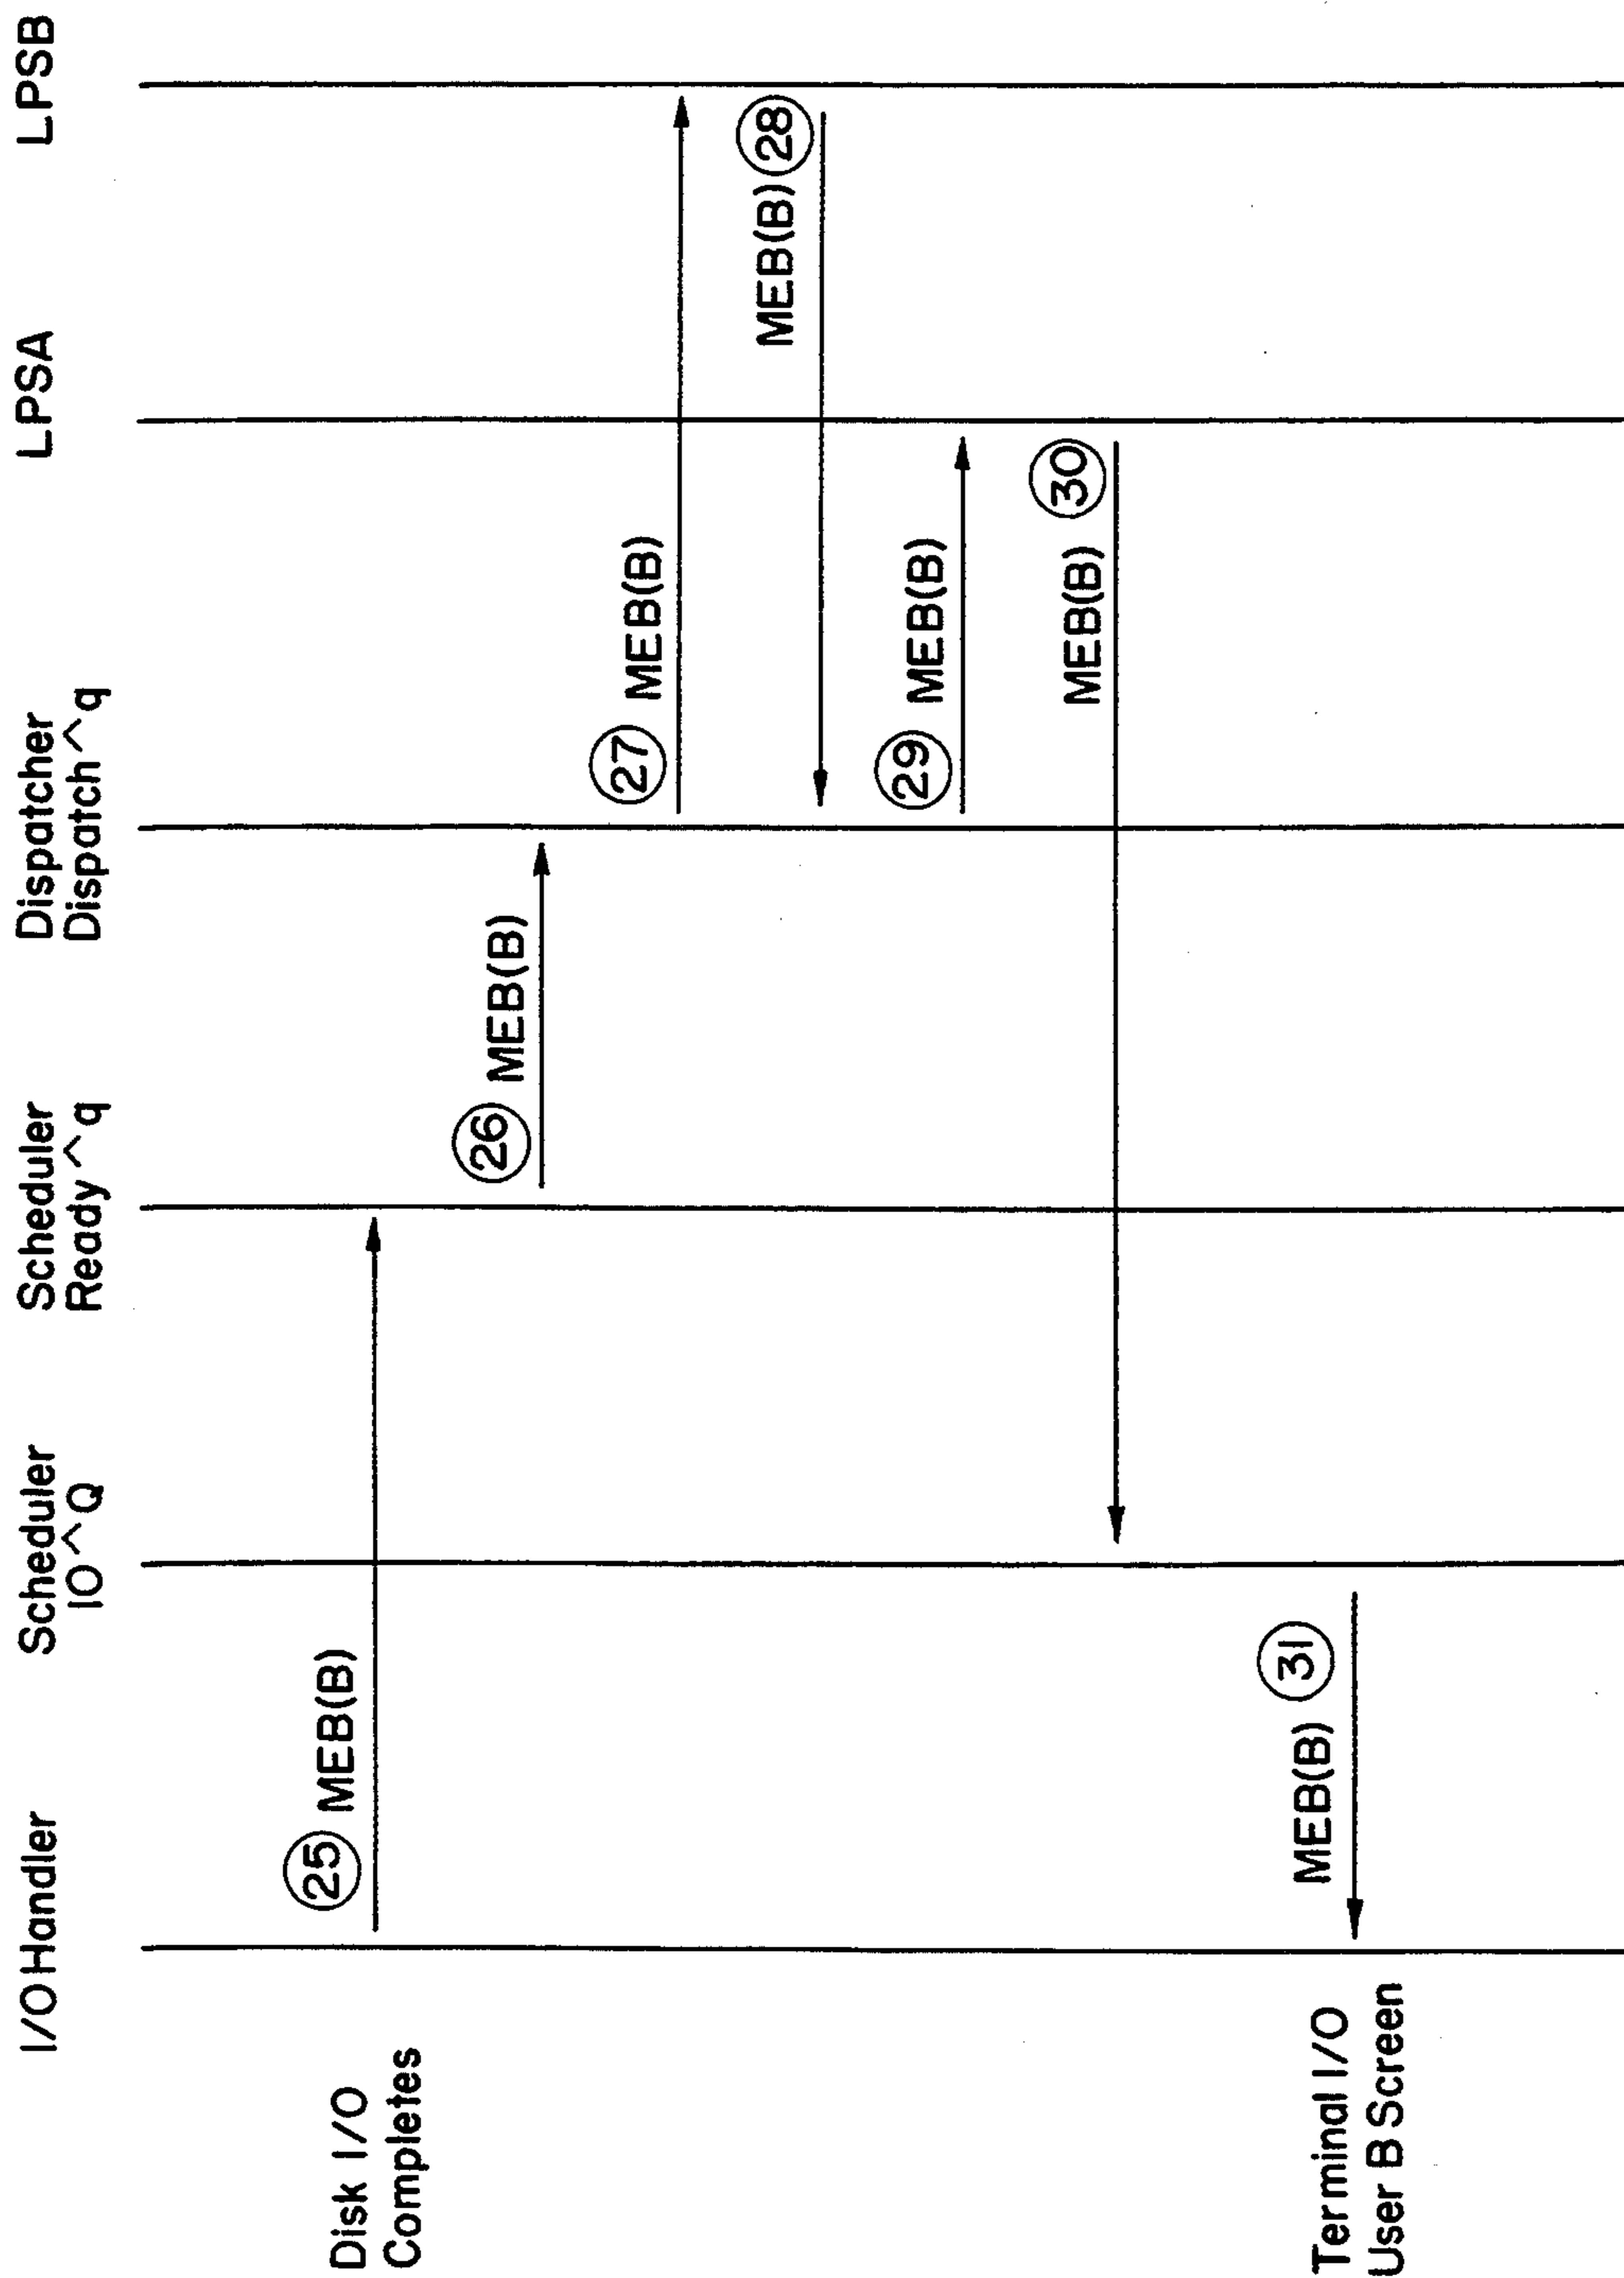 I/O Handler
Scheduler
IO^Q
Scheduler
Ready^q
Dispatcher
Dispatch^q
LPSA
LPSB
Disk I/O
Completes
25 MEB(B)
26 MEB(B)
27 MEB(B)
MEB(B) 28
29 MEB(B)
MEB(B) 30
Terminal I/O
User B Screen
MEB(B) 31